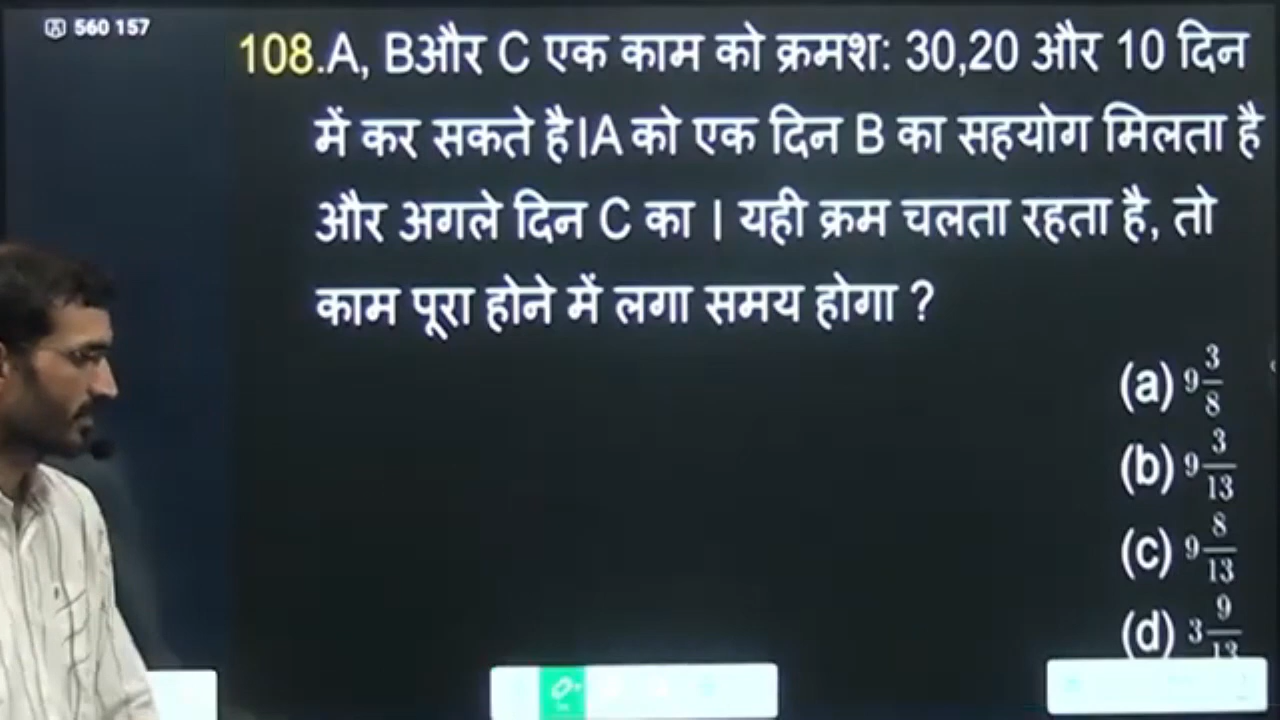 560 157
108.A, Bऔर C एक काम को क्रमश: 30,20 और 10 दिन
में कर सकते है।A को एक दिन B का सहयोग मिलता है
और अगले दिन C का । यही क्रम चलता रहता है, तो
काम पूरा होने में लगा समय होगा ?
(a) 9 3/8
(b) 9 3/13
(c) 9 8/13
(d) 3 9/13